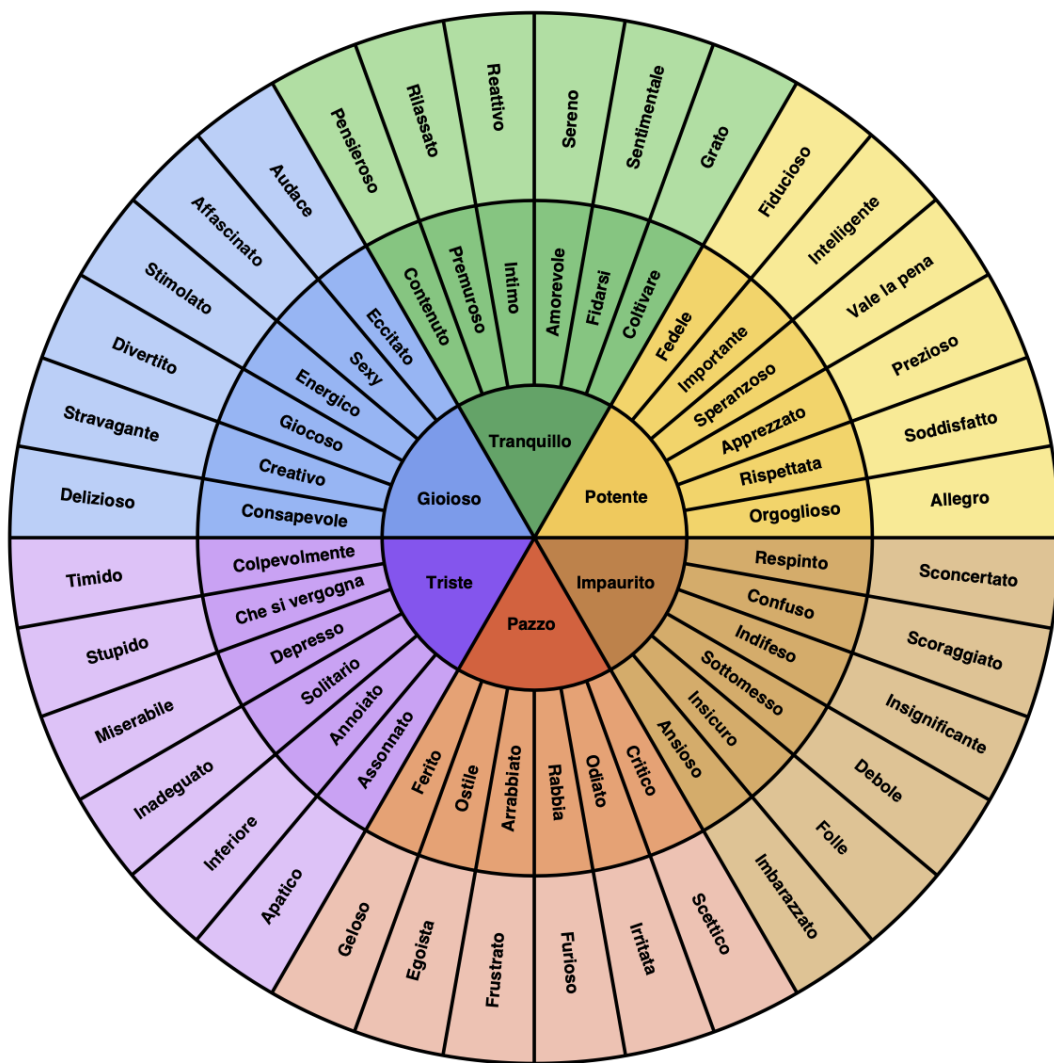 Tranquillo
Potente
Impaurito
Pazzo
Triste
Gioioso
Contenuto
Premuroso
Intimo
Amorevole
Fidarsi
Coltivare
Fedele
Importante
Speranzoso
Apprezzato
Rispettata
Orgoglioso
Respinto
Confuso
Indifeso
Sottomesso
Insicuro
Ansioso
Critico
Odiato
Rabbia
Arrabbiato
Ostile
Ferito
Assonnato
Annoiato
Solitario
Depresso
Che si vergogna
Colpevolmente
Consapevole
Creativo
Giocoso
Energico
Sexy
Eccitato
Pensieroso
Rilassato
Reattivo
Sereno
Sentimentale
Grato
Fiducioso
Intelligente
Vale la pena
Prezioso
Soddisfatto
Allegro
Sconcertato
Scoraggiato
Insignificante
Debole
Folle
Imbarazzato
Scettico
Irritata
Furioso
Frustrato
Egoista
Geloso
Apatico
Inferiore
Inadeguato
Miserabile
Stupido
Timido
Delizioso
Stravagante
Divertito
Stimolato
Affascinato
Audace